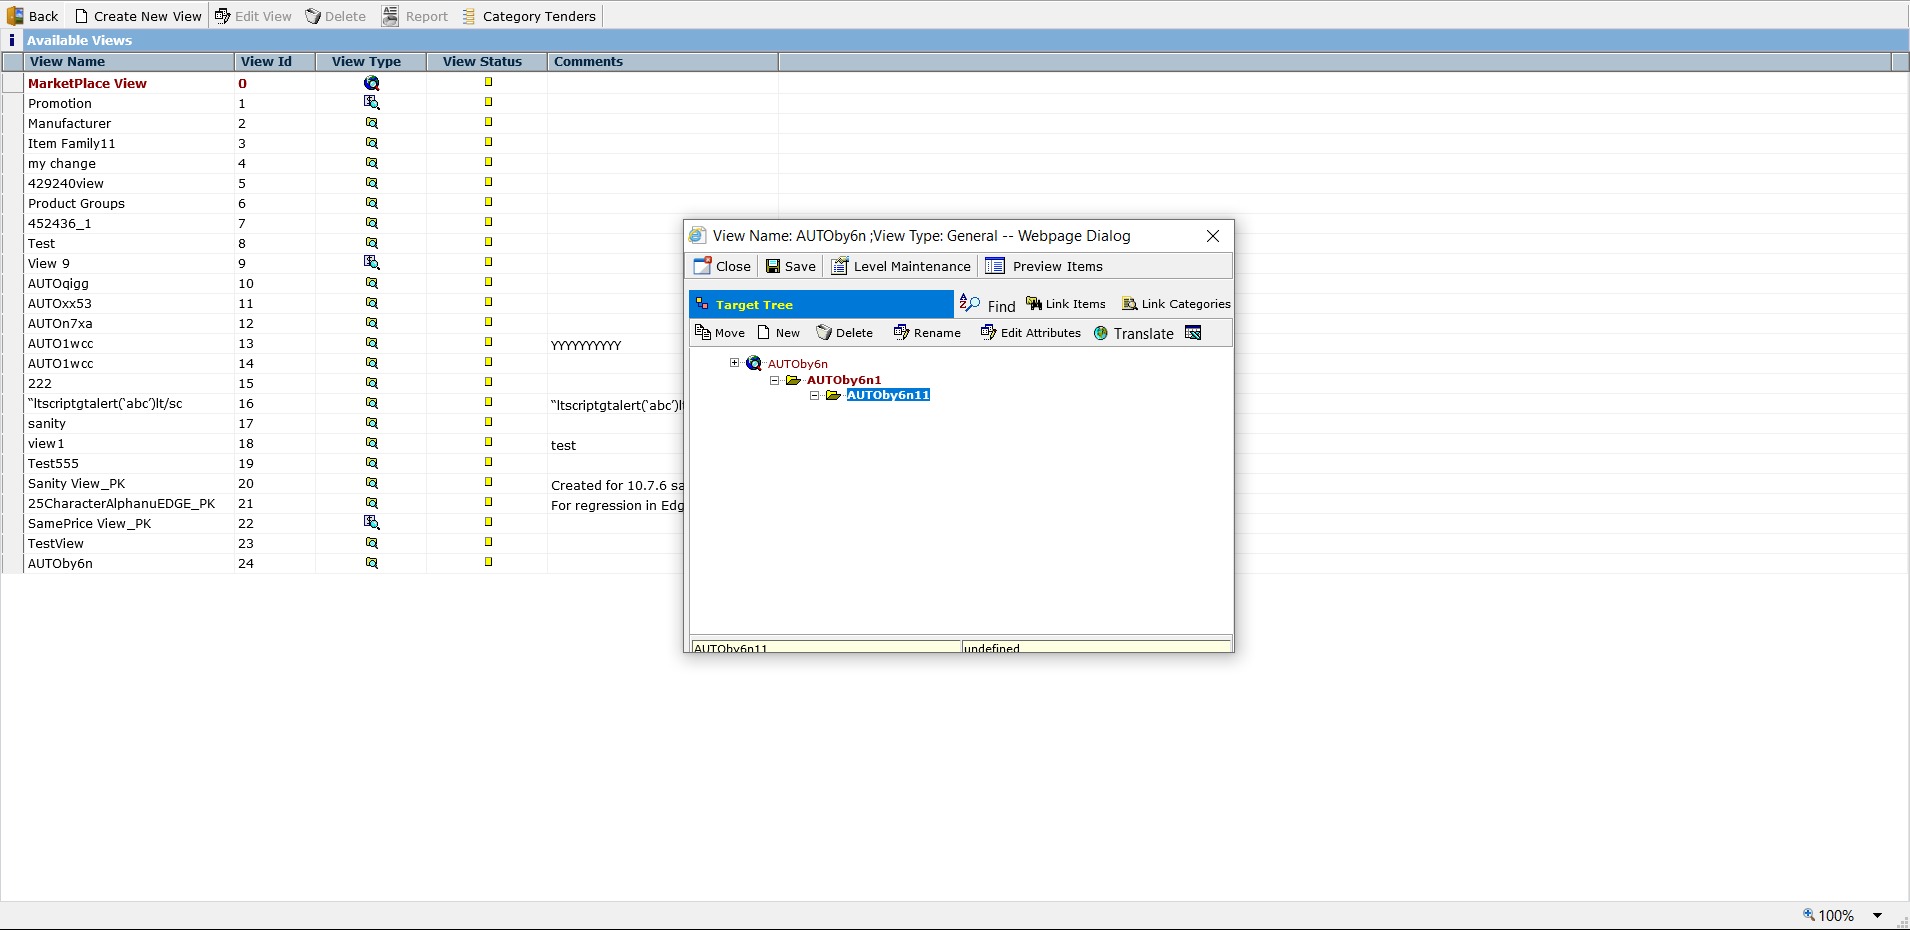 Back Create New View Edit View Delete Report Category Tenders
i Available Views
View Name View Id View Type View Status Comments
MarketPlace View 0
Promotion 1
Manufacturer 2
Item Family11 3
my change 4
429240view 5
Product Groups 6
452436_1 7
Test 8
View 9 9
AUTOqigg 10
AUTOxx53 11
AUTOn7xa 12
AUTO1wcc 13 YYYYYYYYYY
AUTO1wcc 14
222 15
“ltscriptgtalert(‘abc’)lt/sc 16 “ltscriptgtalert(‘abc’)lt
sanity 17
view1 18 test
Test555 19
Sanity View_PK 20 Created for 10.7.6 sa
25CharacterAlphanuEDGE_PK 21 For regression in Edg
SamePrice View_PK 22
TestView 23
AUTOby6n 24
View Name: AUTOby6n ;View Type: General -- Webpage Dialog
Close Save Level Maintenance Preview Items
Target Tree Find Link Items Link Categories
Move New Delete Rename Edit Attributes Translate
AUTOby6n
AUTOby6n1
AUTOby6n11
AUTOby6n11 undefined
100%